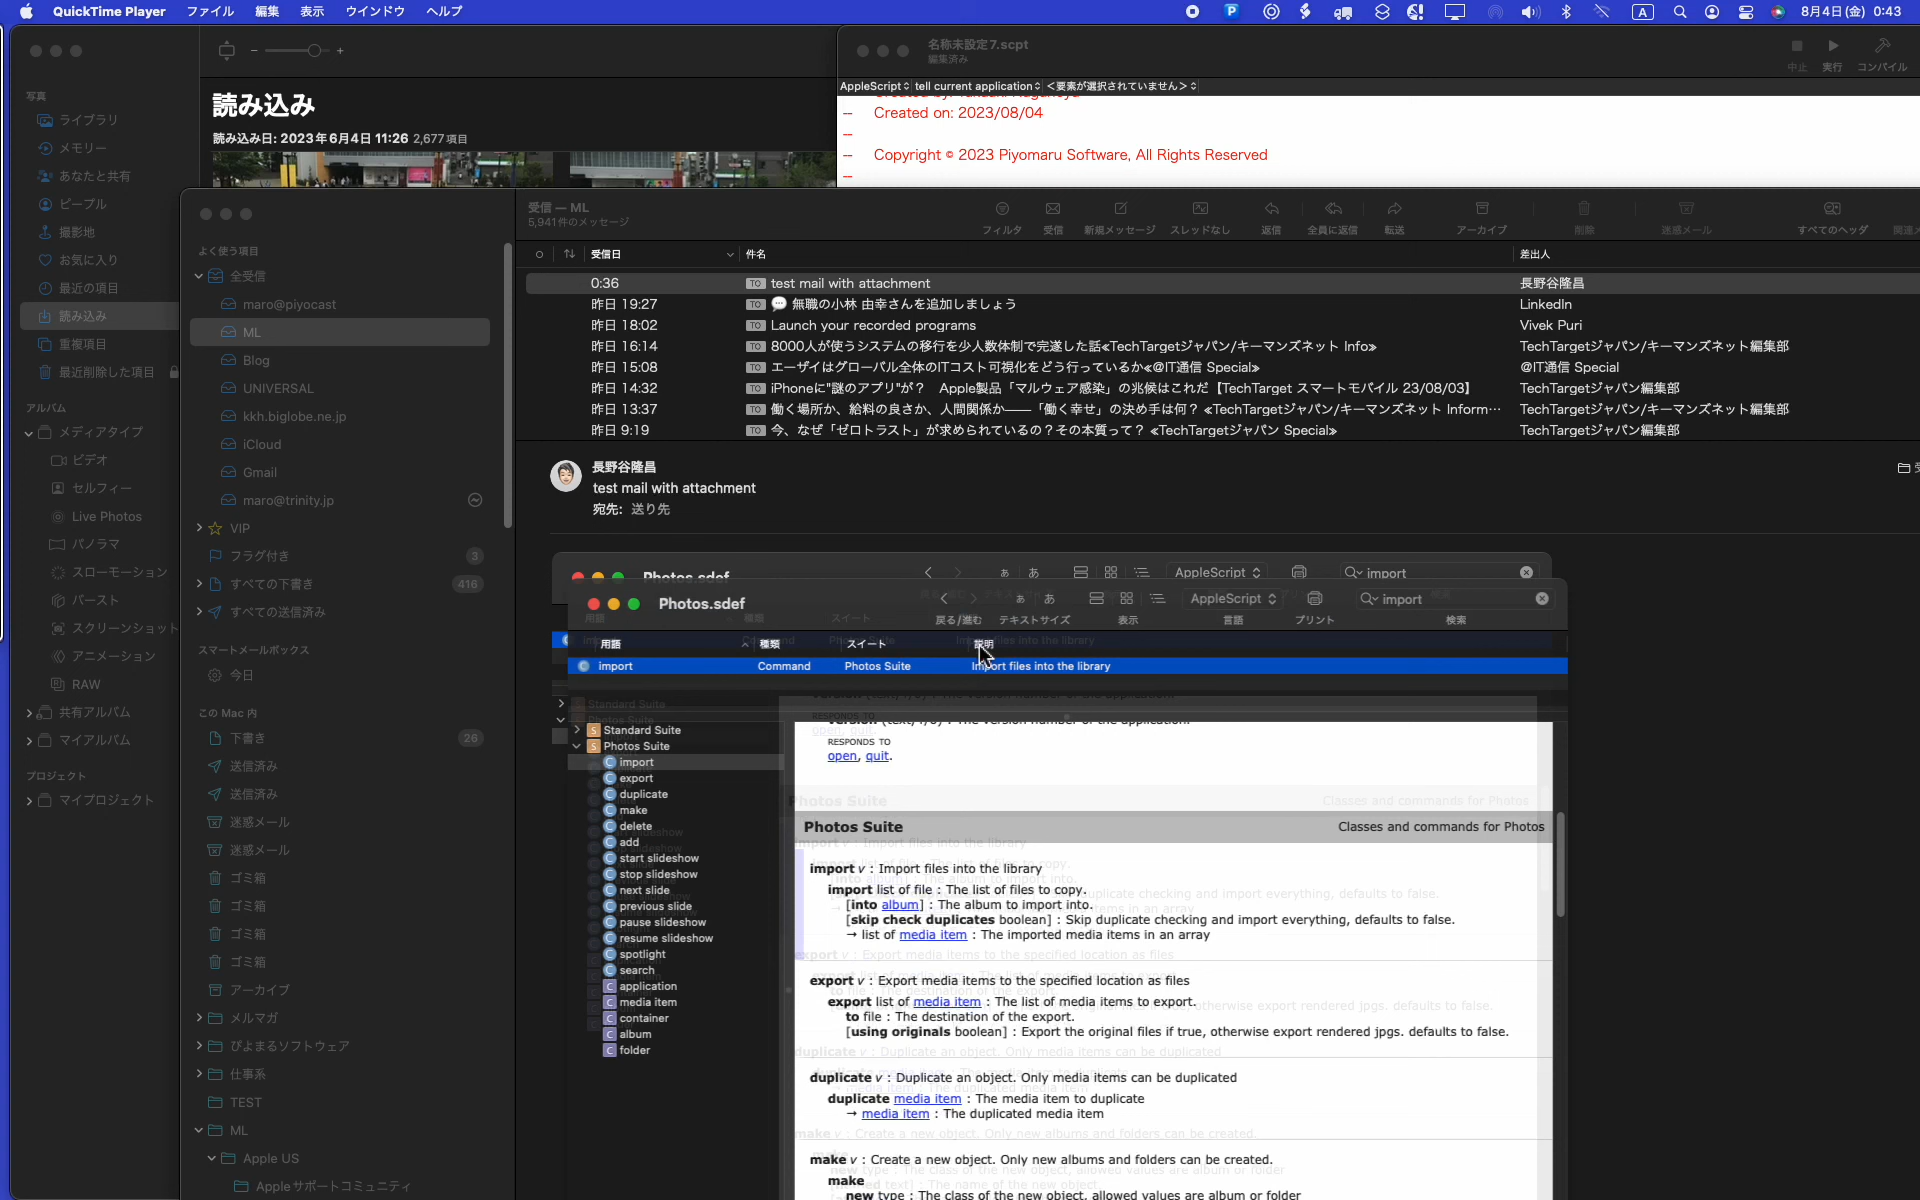 QuickTime Player ファイル 編集 表示 ウインドウ ヘルプ
8月4日(金) 0:43
写真
ライブラリ
メモリー
あなたと共有
ピープル
撮影地
お気に入り
最近の項目
読み込み
重複項目
最近削除した項目
アルバム
メディアタイプ
ビデオ
セルフィー
Live Photos
パノラマ
スローモーション
バースト
スクリーンショット
アニメーション
RAW
共有アルバム
マイアルバム
プロジェクト
マイプロジェクト
読み込み
読み込み日: 2023年6月4日 11:26 2,677項目
名称未設定7.scpt
編集済み
中止 実行 コンパイル
AppleScript tell current application <要素が選択されていません>
-- Created on: 2023/08/04
--
-- Copyright © 2023 Piyomaru Software, All Rights Reserved
--
よく使う項目
全受信
maro@piyocast
ML
Blog
UNIVERSAL
kkh.biglobe.ne.jp
iCloud
Gmail
maro@trinity.jp
VIP
フラグ付き 3
すべての下書き 416
すべての送信済み
スマートメールボックス
今日
この Mac 内
下書き 26
送信済み
送信済み
迷惑メール
迷惑メール
ゴミ箱
ゴミ箱
ゴミ箱
ゴミ箱
アーカイブ
メルマガ
ぴよまるソフトウェア
仕事系
TEST
ML
Apple US
Appleサポートコミュニティ
受信 — ML
5,941件のメッセージ
フィルタ 受信 新規メッセージ スレッドなし 返信 全員に返信 転送 アーカイブ 削除 迷惑メール すべてのヘッダ
受信日 件名 差出人
0:36 TO test mail with attachment 長野谷隆昌
昨日 19:27 TO 💬 無職の小林 由幸さんを追加しましょう LinkedIn
昨日 18:02 TO Launch your recorded programs Vivek Puri
昨日 16:14 TO 8000人が使うシステムの移行を少人数体制で完遂した話≪TechTargetジャパン/キーマンズネット Info≫ TechTargetジャパン/キーマンズネット編集部
昨日 15:08 TO エーザイはグローバル全体のITコスト可視化をどう行っているか≪@IT通信 Special≫ @IT通信 Special
昨日 14:32 TO iPhoneに"謎のアプリ"が？ Apple製品「マルウェア感染」の兆候はこれだ【TechTarget スマートモバイル 23/08/03】 TechTargetジャパン編集部
昨日 13:37 TO 働く場所か、給料の良さか、人間関係か――「働く幸せ」の決め手は何？ ≪TechTargetジャパン/キーマンズネット Inform… TechTargetジャパン/キーマンズネット編集部
昨日 9:19 TO 今、なぜ「ゼロトラスト」が求められているの？その本質って？ ≪TechTargetジャパン Special≫ TechTargetジャパン編集部
長野谷隆昌
test mail with attachment
宛先: 送り先
Photos.sdef AppleScript import
Photos.sdef AppleScript import
戻る/進む テキストサイズ 表示 言語 プリント 検索
用語 種類 スイート 説明
import Command Photos Suite Import files into the library
Standard Suite
Photos Suite
import
export
duplicate
make
delete
add
start slideshow
stop slideshow
next slide
previous slide
pause slideshow
resume slideshow
spotlight
search
application
media item
container
album
folder
version (text, r/o) : The version number of the application.
RESPONDS TO
open, quit.
Photos Suite Classes and commands for Photos
import v : Import files into the library
import list of file : The list of files to copy.
[into album] : The album to import into.
[skip check duplicates boolean] : Skip duplicate checking and import everything, defaults to false.
→ list of media item : The imported media items in an array
export v : Export media items to the specified location as files
export list of media item : The list of media items to export.
to file : The destination of the export.
[using originals boolean] : Export the original files if true, otherwise export rendered jpgs. defaults to false.
duplicate v : Duplicate an object. Only media items can be duplicated
duplicate media item : The media item to duplicate
→ media item : The duplicated media item
make v : Create a new object. Only new albums and folders can be created.
make
new type : The class of the new object, allowed values are album or folder